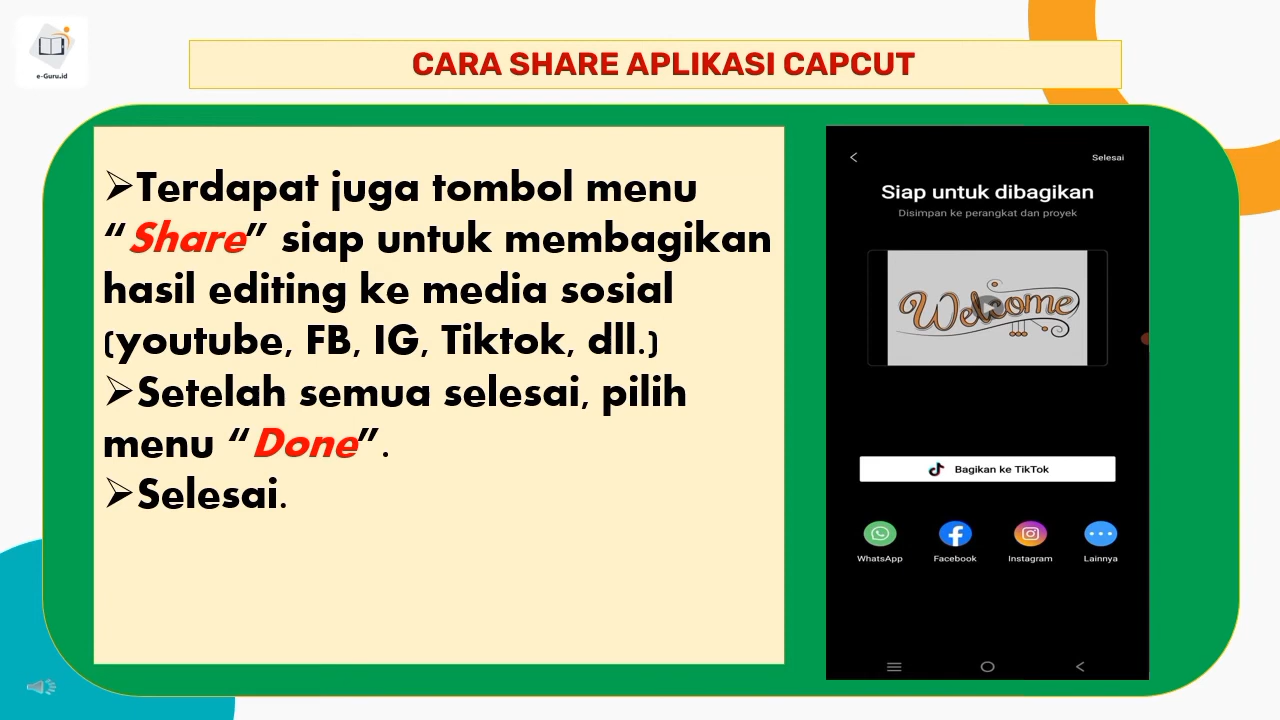 e-Guru.id
CARA SHARE APLIKASI CAPCUT
➢Terdapat juga tombol menu
“Share” siap untuk membagikan
hasil editing ke media sosial
(youtube, FB, IG, Tiktok, dll.)
➢Setelah semua selesai, pilih
menu “Done”.
➢Selesai.
Selesai
Siap untuk dibagikan
Disimpan ke perangkat dan proyek
Welcome
Bagikan ke TikTok
WhatsApp Facebook Instagram Lainnya